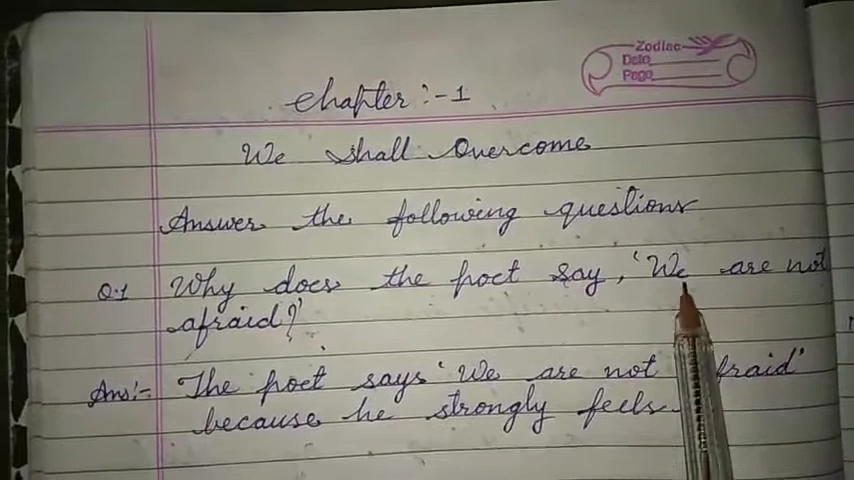 Zodiac
Date
Page
Chapter :- 1
We shall Overcome
Answer the following questions
Q.1 Why does the poet say, 'We are not
afraid?'
Ans:- The poet says 'We are not fraid'
because he strongly feels